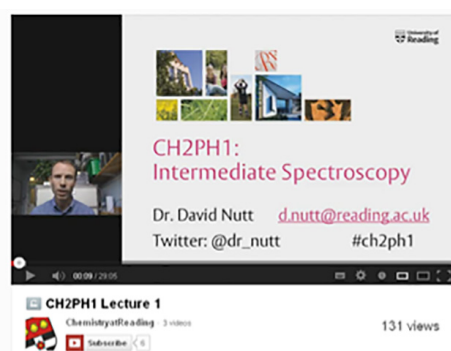 University of
Reading
CH2PH1:
Intermediate Spectroscopy
Dr. David Nutt d.nutt@reading.ac.uk
Twitter: @dr_nutt #ch2ph1
00:09 / 29:05
CH2PH1 Lecture 1
ChemistryatReading · 3 videos
Subscribe 6
131 views